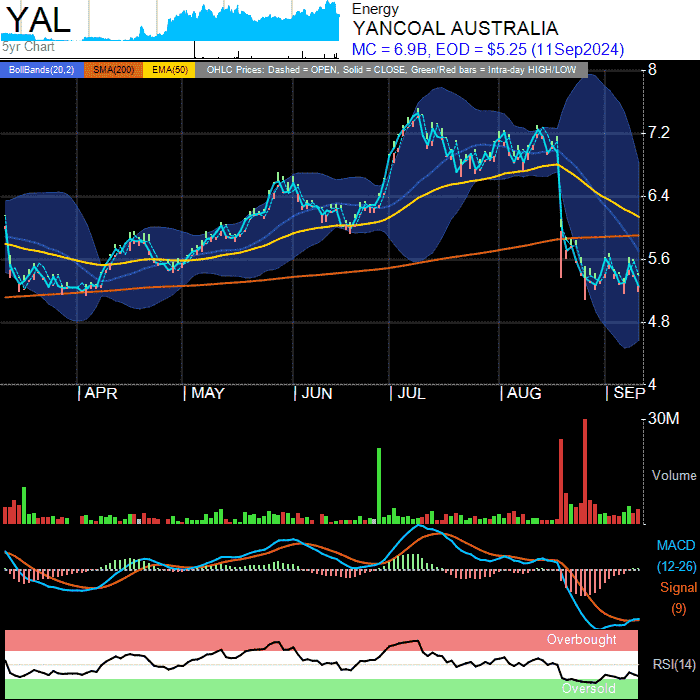 YAL
5yr Chart
Energy
YANCOAL AUSTRALIA
MC = 6.9B, EOD = $5.25 (11Sep2024)
BollBands(20,2) SMA(200) EMA(50) OHLC Prices: Dashed = OPEN, Solid = CLOSE, Green/Red bars = Intra-day HIGH/LOW
8
7.2
6.4
5.6
4.8
4
APR MAY JUN JUL AUG SEP
30M
Volume
MACD
(12-26)
Signal
(9)
Overbought
RSI(14)
Oversold